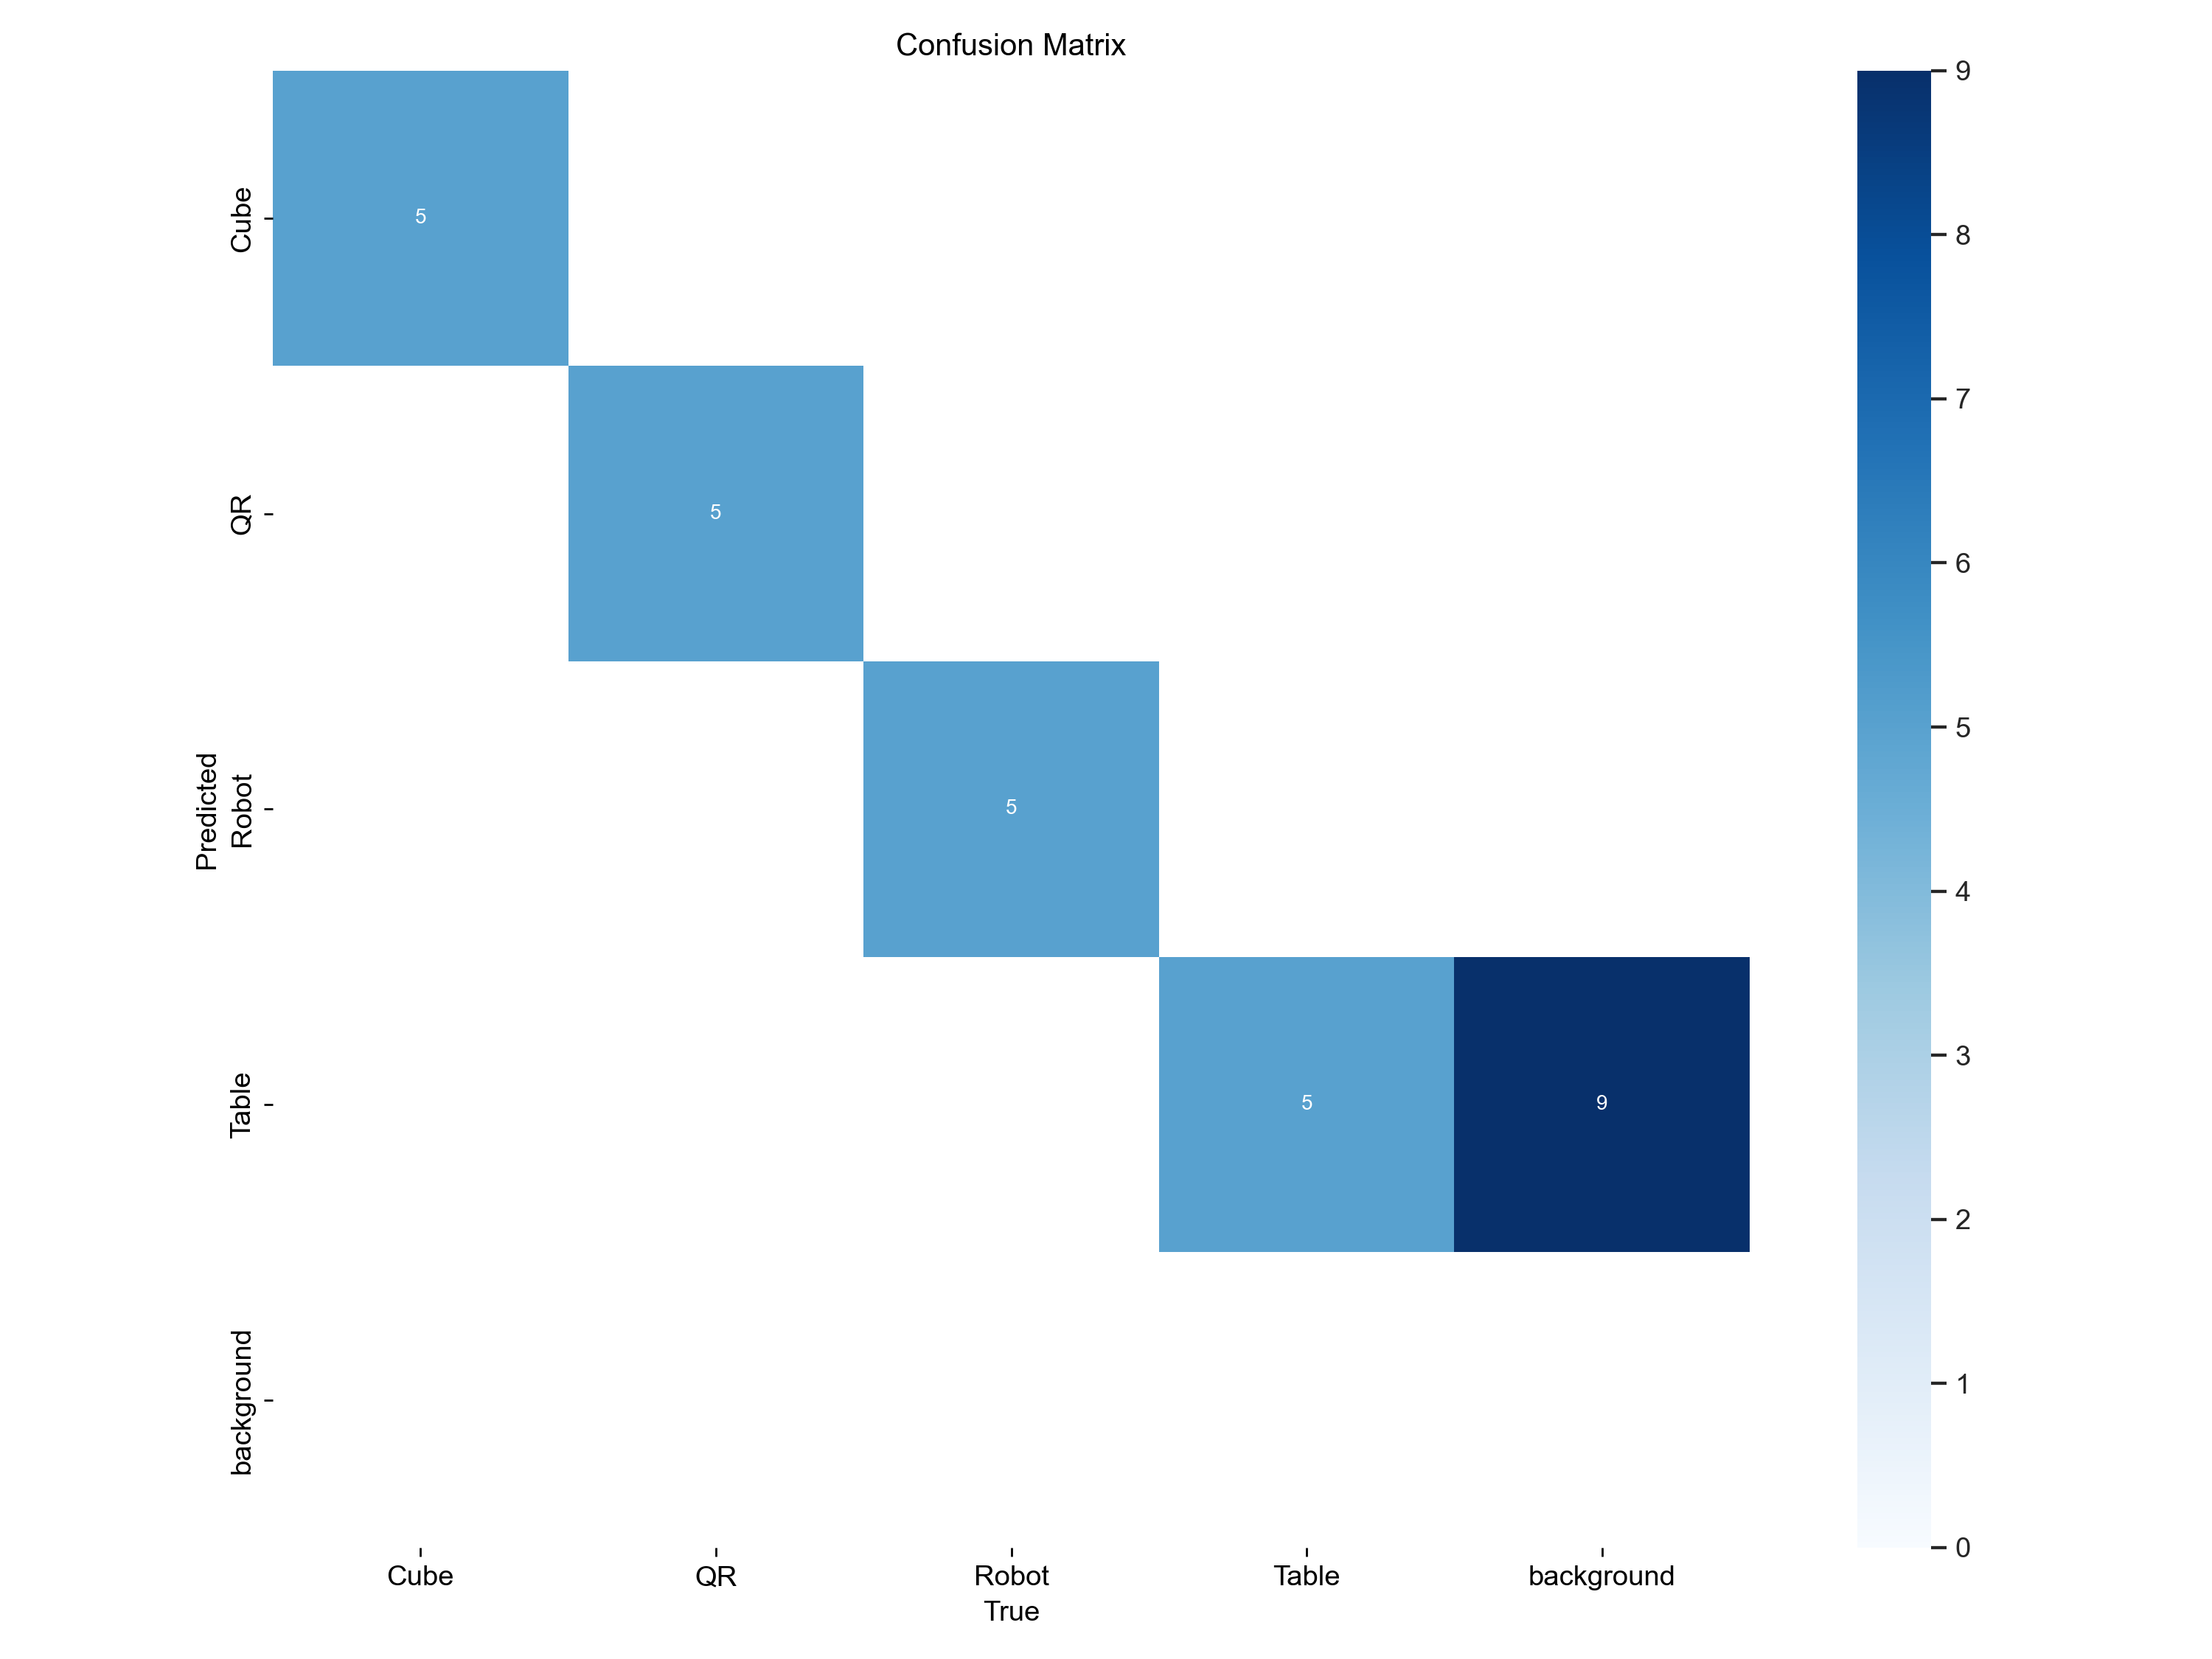 Confusion Matrix
Cube
QR
Robot
Table
background
Predicted
5
5
5
5 9
Cube QR Robot Table background
True
9
8
7
6
5
4
3
2
1
0